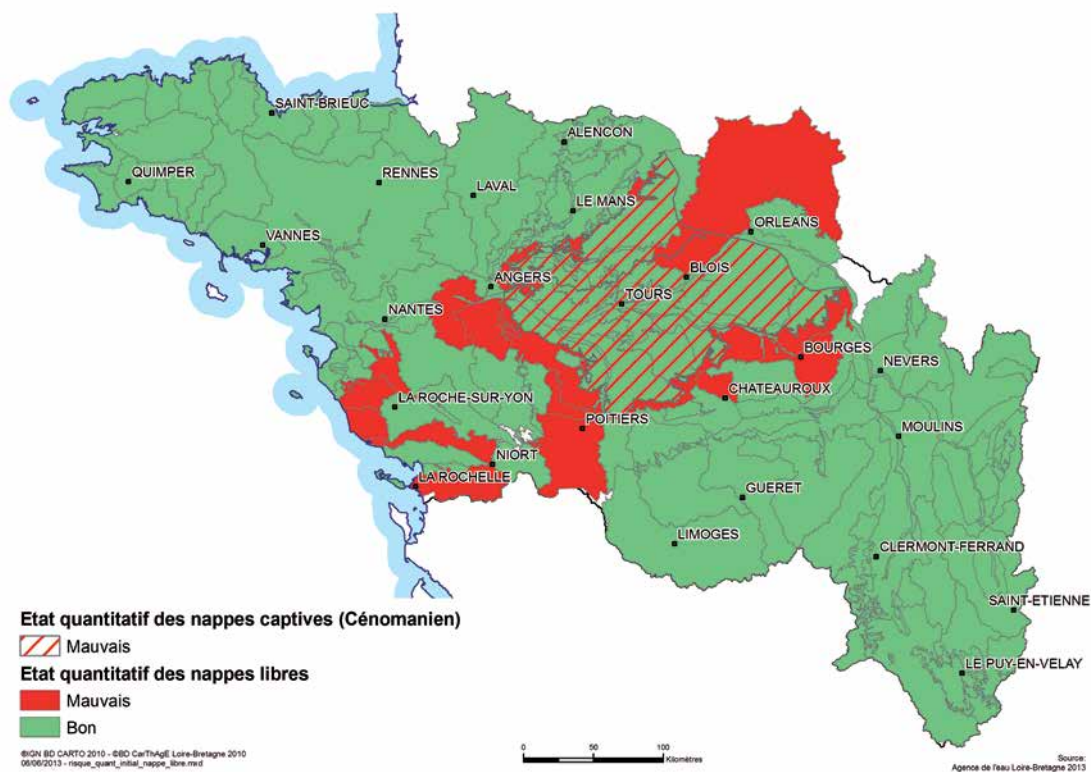 SAINT-BRIEUC
ALENCON
QUIMPER
RENNES
LAVAL
LE MANS
ORLEANS
VANNES
ANGERS
BLOIS
TOURS
NANTES
BOURGES
NEVERS
CHATEAUROUX
LA ROCHE-SUR-YON
POITIERS
MOULINS
NIORT
LA ROCHELLE
GUERET
LIMOGES
CLERMONT-FERRAND
SAINT-ETIENNE
LE PUY-EN-VELAY
Etat quantitatif des nappes captives (Cénomanien)
Mauvais
Etat quantitatif des nappes libres
Mauvais
Bon
©IGN BD CARTO 2010 - ©BD CarThAgE Loire-Bretagne 2010
06/06/2013 - risque_quant_initial_nappe_libre.mxd
0 50 100
Kilomètres
Source:
Agence de l'eau Loire-Bretagne 2013